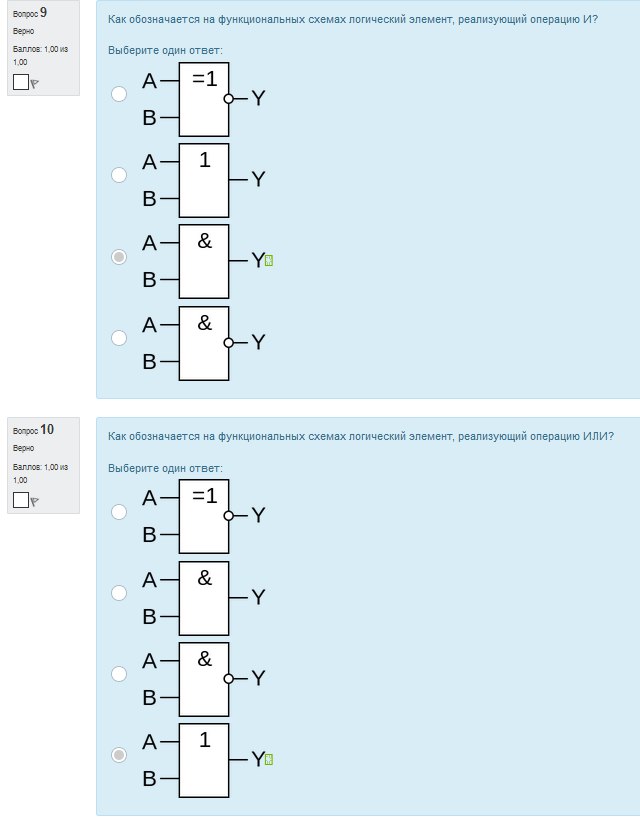 Вопрос 9
Верно
Баллов: 1,00 из
1,00
Как обозначается на функциональных схемах логический элемент, реализующий операцию И?
Выберите один ответ:
A =1
Y
B
A 1
Y
B
A &
Y
B
A &
Y
B
Вопрос 10
Верно
Баллов: 1,00 из
1,00
Как обозначается на функциональных схемах логический элемент, реализующий операцию ИЛИ?
Выберите один ответ:
A =1
Y
B
A &
Y
B
A &
Y
B
A 1
Y
B